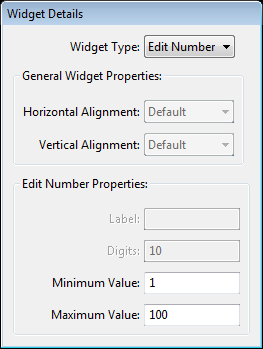 Widget Details
Widget Type: Edit Number
General Widget Properties:
Horizontal Alignment: Default
Vertical Alignment: Default
Edit Number Properties:
Label:
Digits: 10
Minimum Value: 1
Maximum Value: 100